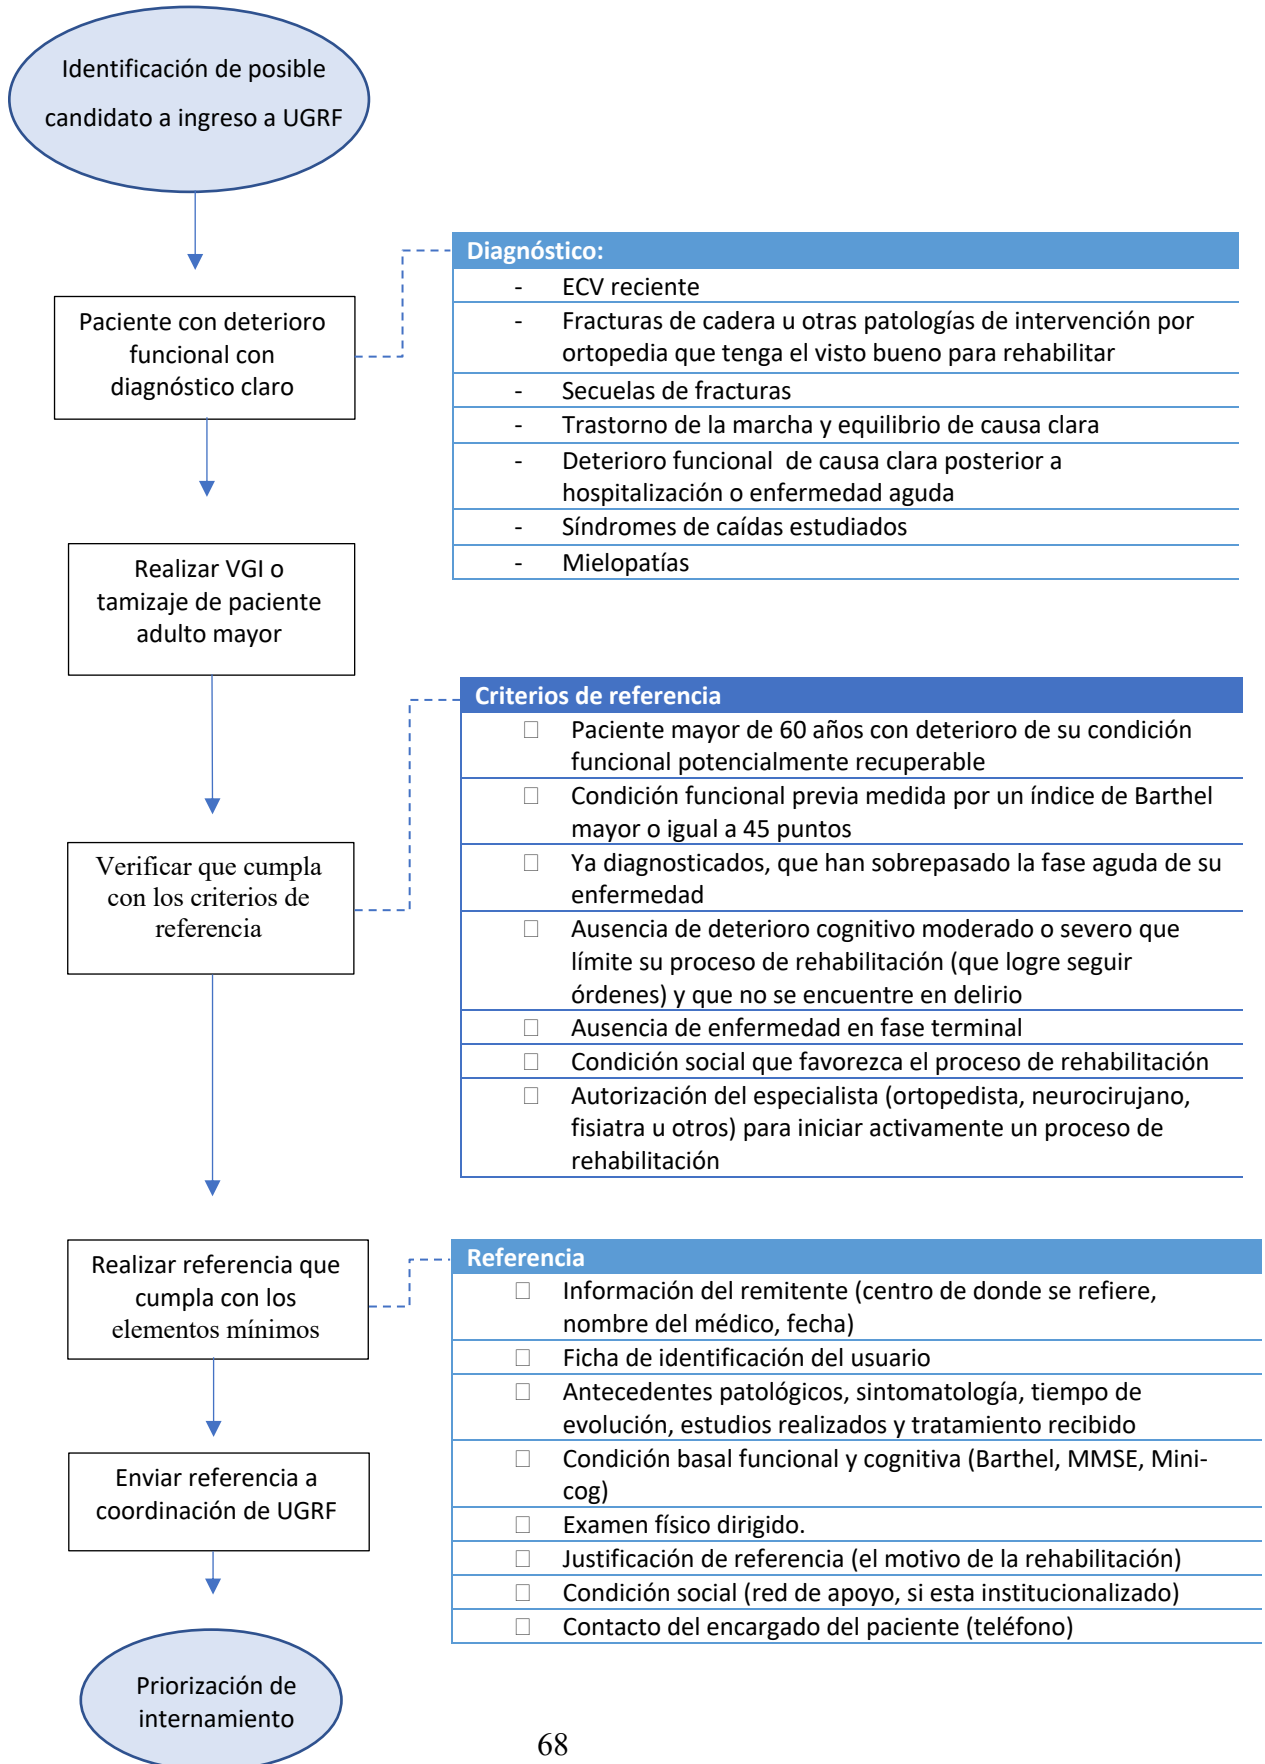 Identificación de posible
candidato a ingreso a UGRF
Paciente con deterioro
funcional con
diagnóstico claro
Diagnóstico:
- ECV reciente
- Fracturas de cadera u otras patologías de intervención por
ortopedia que tenga el visto bueno para rehabilitar
- Secuelas de fracturas
- Trastorno de la marcha y equilibrio de causa clara
- Deterioro funcional  de causa clara posterior a
hospitalización o enfermedad aguda
- Síndromes de caídas estudiados
- Mielopatías
Realizar VGI o
tamizaje de paciente
adulto mayor
Verificar que cumpla
con los criterios de
referencia
Criterios de referencia
□ Paciente mayor de 60 años con deterioro de su condición
funcional potencialmente recuperable
□ Condición funcional previa medida por un índice de Barthel
mayor o igual a 45 puntos
□ Ya diagnosticados, que han sobrepasado la fase aguda de su
enfermedad
□ Ausencia de deterioro cognitivo moderado o severo que
límite su proceso de rehabilitación (que logre seguir
órdenes) y que no se encuentre en delirio
□ Ausencia de enfermedad en fase terminal
□ Condición social que favorezca el proceso de rehabilitación
□ Autorización del especialista (ortopedista, neurocirujano,
fisiatra u otros) para iniciar activamente un proceso de
rehabilitación
Realizar referencia que
cumpla con los
elementos mínimos
Referencia
□ Información del remitente (centro de donde se refiere,
nombre del médico, fecha)
□ Ficha de identificación del usuario
□ Antecedentes patológicos, sintomatología, tiempo de
evolución, estudios realizados y tratamiento recibido
□ Condición basal funcional y cognitiva (Barthel, MMSE, Mini-
cog)
□ Examen físico dirigido.
□ Justificación de referencia (el motivo de la rehabilitación)
□ Condición social (red de apoyo, si esta institucionalizado)
□ Contacto del encargado del paciente (teléfono)
Enviar referencia a
coordinación de UGRF
Priorización de
internamiento
68